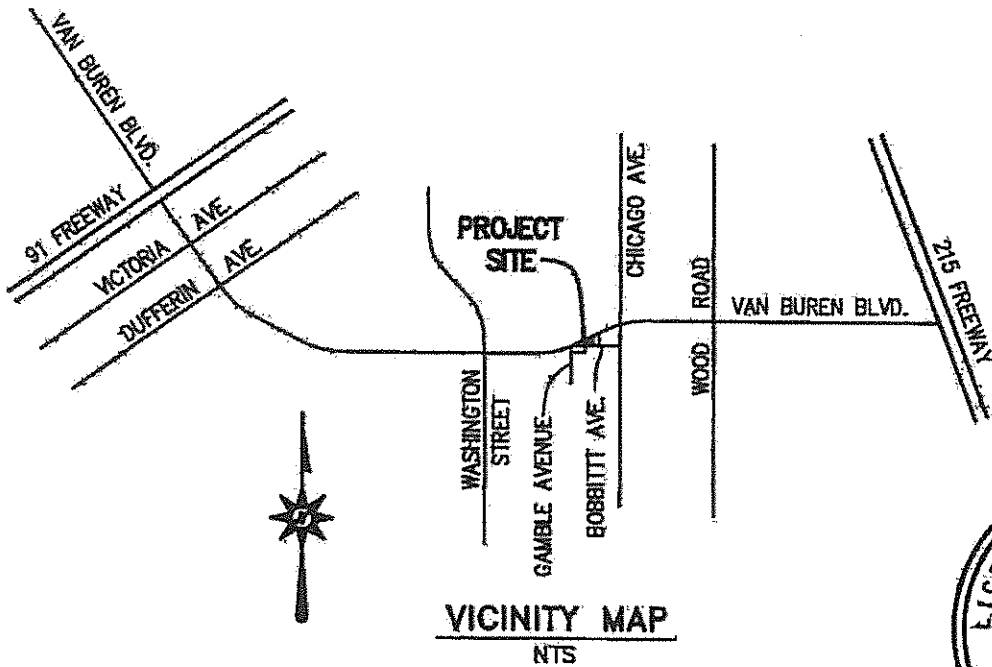 VAN BUREN BLVD.
91 FREEWAY
VICTORIA AVE.
DUFFERIN AVE.
PROJECT
SITE
CHICAGO AVE.
WOOD ROAD
VAN BUREN BLVD.
215 FREEWAY
WASHINGTON
STREET
GAMBLE AVENUE
BOBBITTT AVE.
VICINITY MAP
NTS